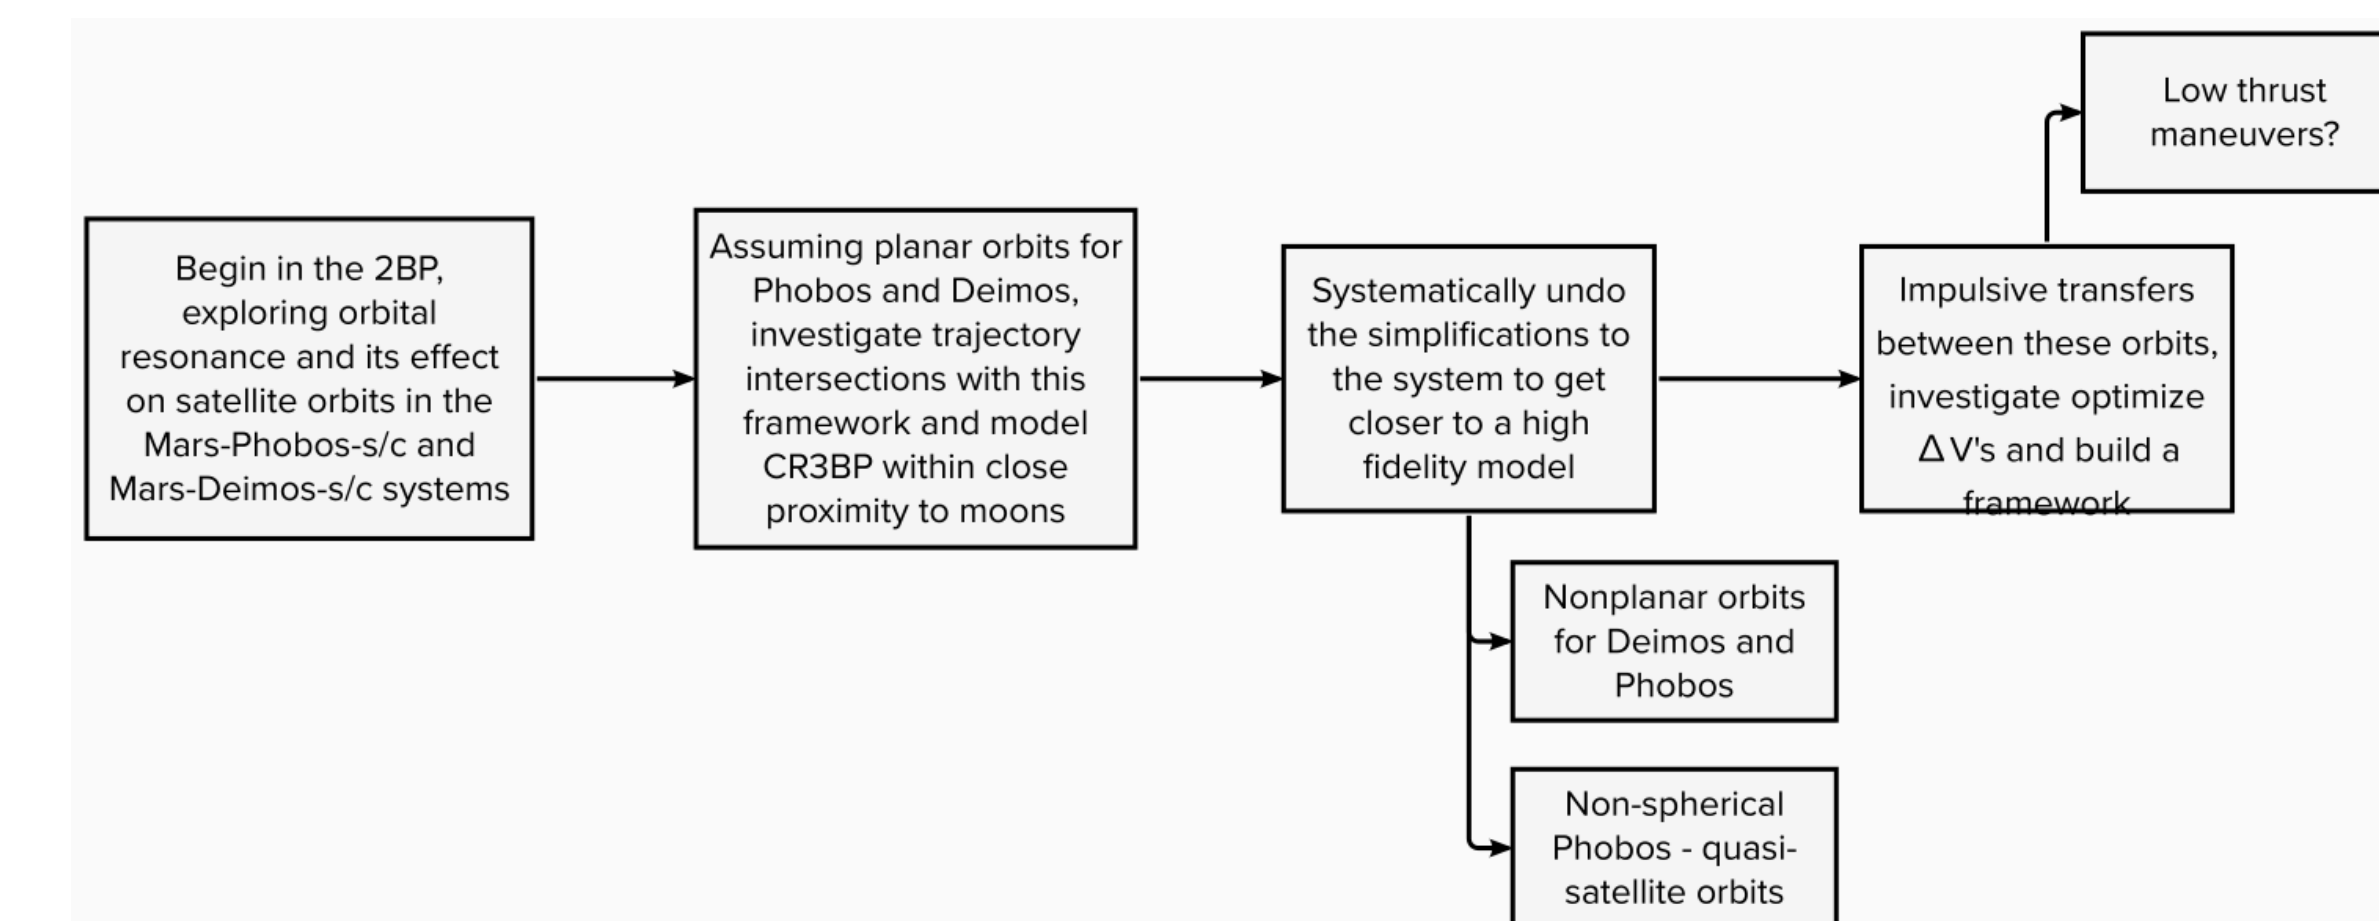 Begin in the 2BP,
exploring orbital
resonance and its effect
on satellite orbits in the
Mars-Phobos-s/c and
Mars-Deimos-s/c systems
Assuming planar orbits for
Phobos and Deimos,
investigate trajectory
intersections with this
framework and model
CR3BP within close
proximity to moons
Systematically undo
the simplifications to
the system to get
closer to a high
fidelity model
Impulsive transfers
between these orbits,
investigate optimize
Δ V's and build a
framework
Low thrust
maneuvers?
Nonplanar orbits
for Deimos and
Phobos
Non-spherical
Phobos - quasi-
satellite orbits